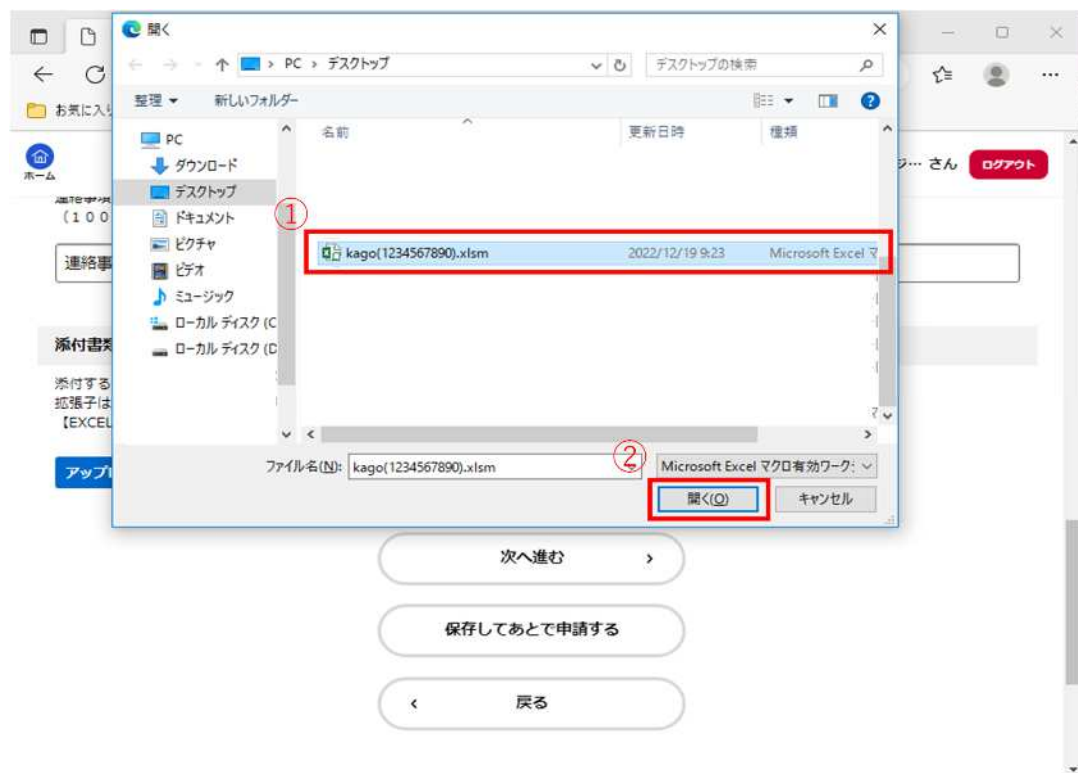 開く
PC › デスクトップ
デスクトップの検索
お気に入り
整理 新しいフォルダー
名前 更新日時 種類
PC
ダウンロード
デスクトップ
ドキュメント
ピクチャ
ビデオ
ミュージック
ローカル ディスク (C
ローカル ディスク (D
①
kago(1234567890).xlsm 2022/12/19 9:23 Microsoft Excel マ
ファイル名(N): kago(1234567890).xlsm
Microsoft Excel マクロ有効ワーク:
②
開く(O) キャンセル
ホーム
ジ… さん ログアウト
連絡事項
(100
連絡事
添付書類
添付する
拡張子は
【EXCEL
アップ
次へ進む ›
保存してあとで申請する
‹ 戻る